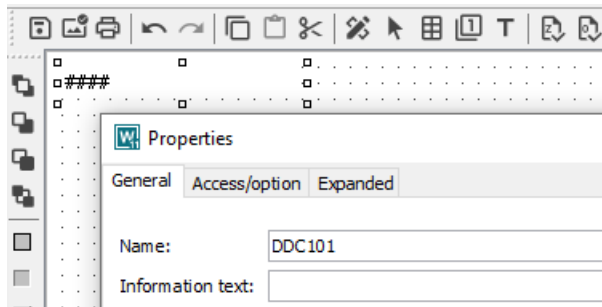 ####
Properties
General Access/option Expanded
Name: DDC101
Information text: